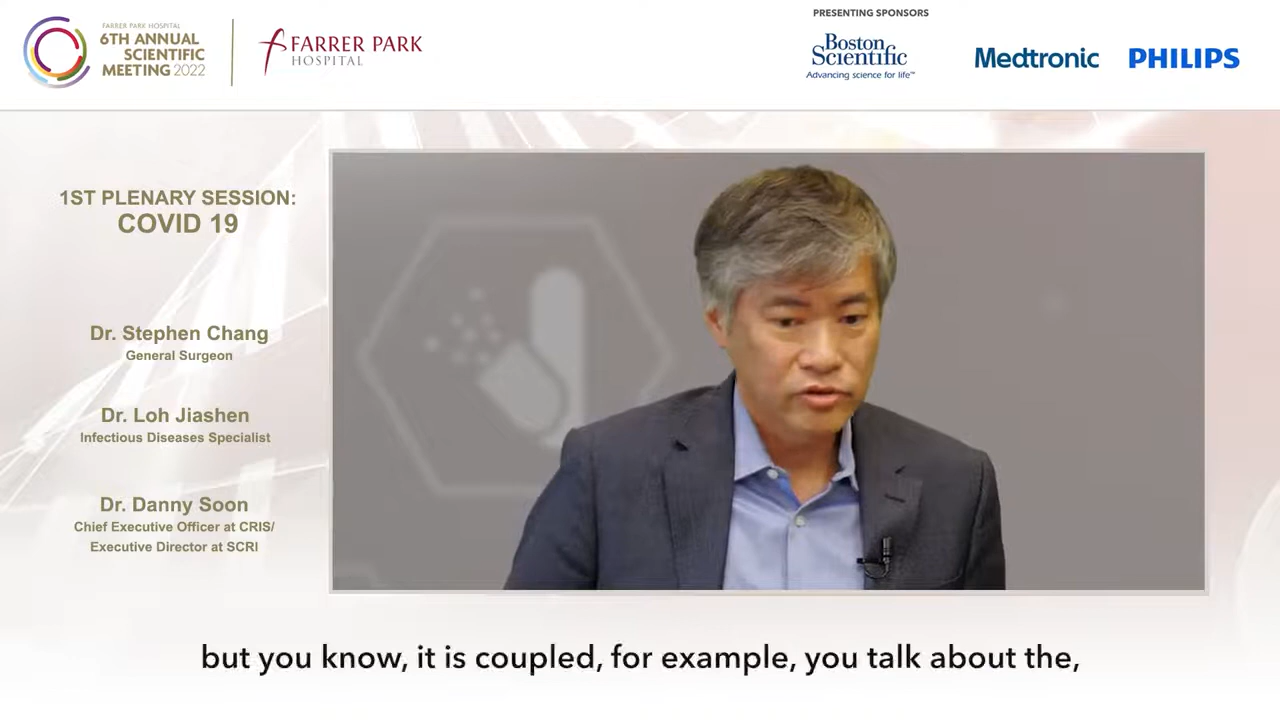 FARRER PARK HOSPITAL
6TH ANNUAL
SCIENTIFIC
MEETING 2022
FARRER PARK
HOSPITAL
PRESENTING SPONSORS
Boston
Scientific
Advancing science for life™
Medtronic
PHILIPS
1ST PLENARY SESSION:
COVID 19
Dr. Stephen Chang
General Surgeon
Dr. Loh Jiashen
Infectious Diseases Specialist
Dr. Danny Soon
Chief Executive Officer at CRIS/
Executive Director at SCRI
but you know, it is coupled, for example, you talk about the,